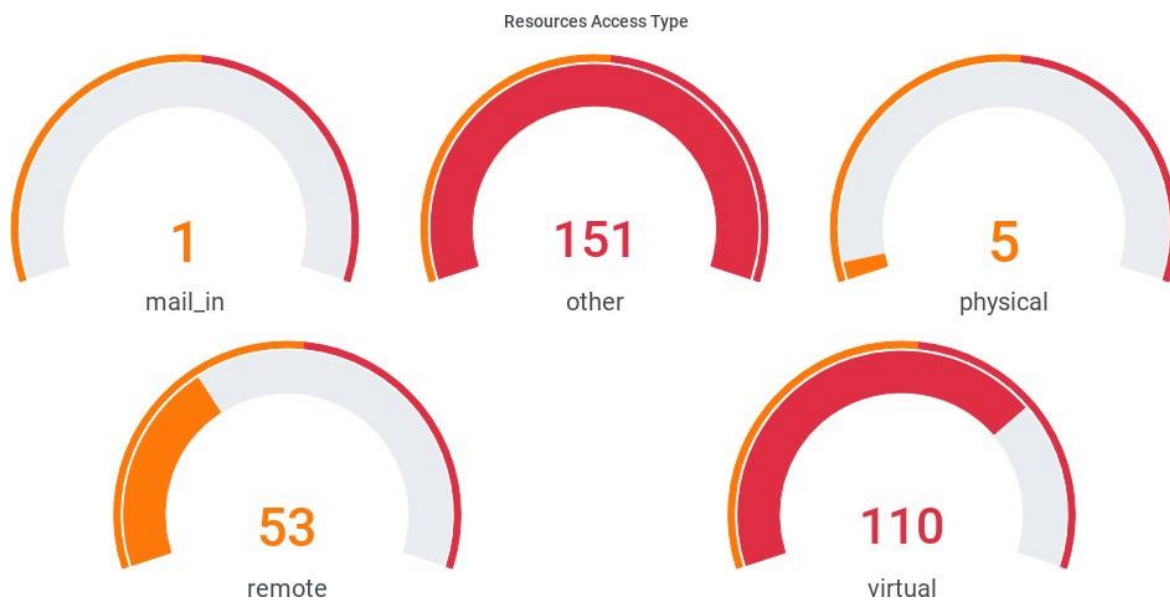 Resources Access Type
1
mail_in
151
other
5
physical
53
remote
110
virtual